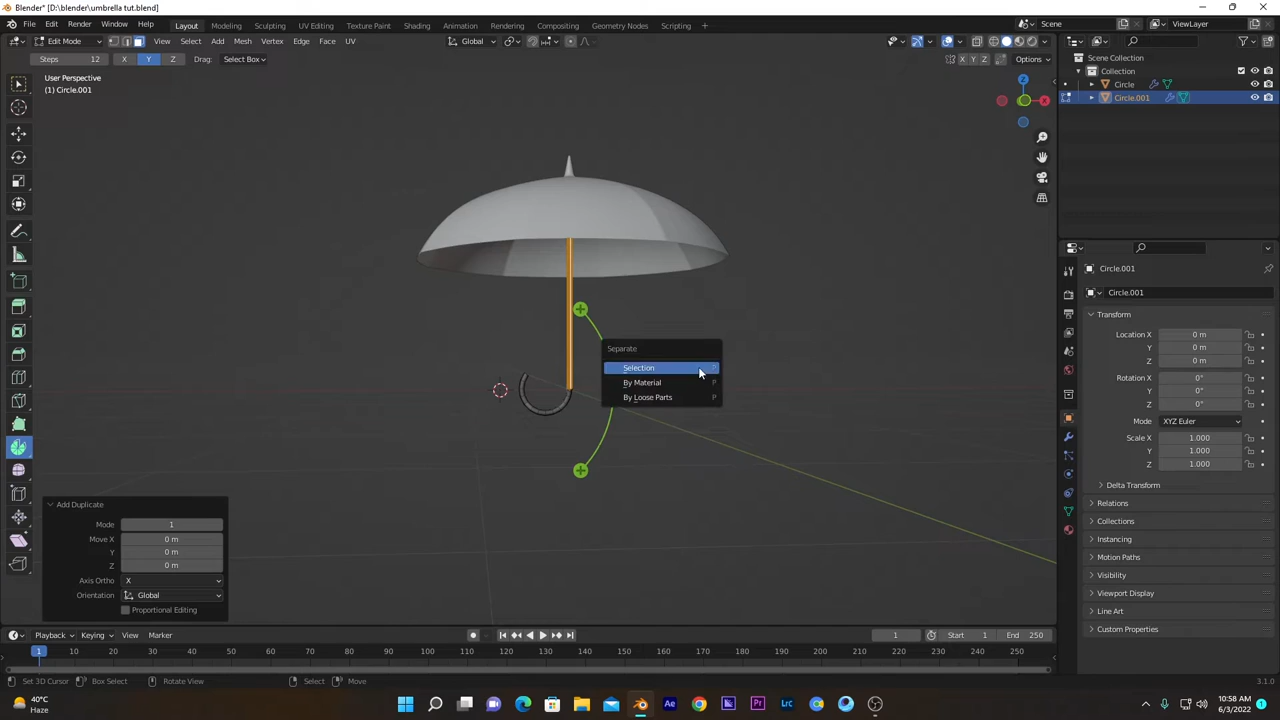 Blender* [D:\blender\umbrella tut.blend]
File Edit Render Window Help Layout Modeling Sculpting UV Editing Texture Paint Shading Animation Rendering Compositing Geometry Nodes Scripting + Scene ViewLayer
Edit Mode View Select Add Mesh Vertex Edge Face UV Global
Steps 12 X Y Z Drag: Select Box X Y Z Options
User Perspective
(1) Circle.001
Scene Collection
Collection
Circle
Circle.001
X
Z
Circle.001
Circle.001
Transform
Location X 0 m
Y 0 m
Z 0 m
Rotation X 0°
Y 0°
Z 0°
Mode XYZ Euler
Scale X 1.000
Y 1.000
Z 1.000
Delta Transform
Relations
Collections
Instancing
Motion Paths
Visibility
Viewport Display
Line Art
Custom Properties
Separate
Selection P
By Material P
By Loose Parts P
Add Duplicate
Mode 1
Move X 0 m
Y 0 m
Z 0 m
Axis Ortho X
Orientation Global
Proportional Editing
Playback Keying View Marker 1 Start 1 End 250
1 10 20 30 40 50 60 70 80 90 100 110 120 130 140 150 160 170 180 190 200 210 220 230 240 250
Set 3D Cursor Box Select Rotate View Select Move 3.1.0
40°C
Haze
Ae Pr Lrc
10:58 AM
6/3/2022